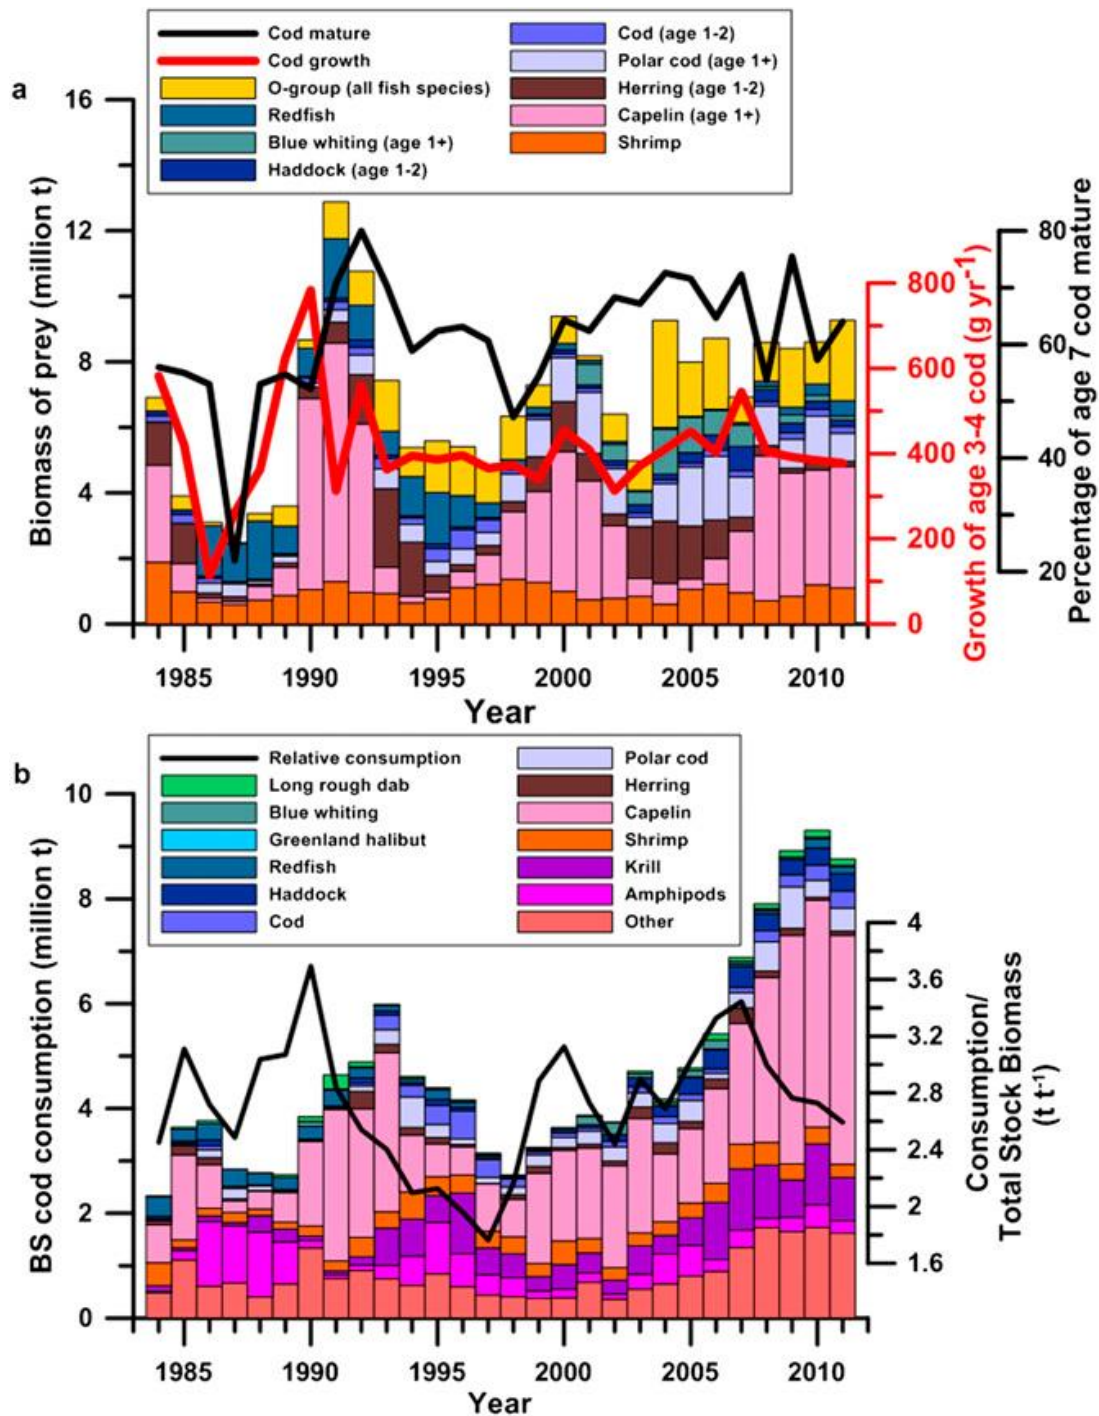 a
Cod mature
Cod growth
O-group (all fish species)
Redfish
Blue whiting (age 1+)
Haddock (age 1-2)
Cod (age 1-2)
Polar cod (age 1+)
Herring (age 1-2)
Capelin (age 1+)
Shrimp
Biomass of prey (million t)
16
12
8
4
0
800
600
400
200
0
Growth of age 3-4 cod (g yr-1)
80
60
40
20
Percentage of age 7 cod mature
1985
1990
1995
2000
2005
2010
Year
b
Relative consumption
Long rough dab
Blue whiting
Greenland halibut
Redfish
Haddock
Cod
Polar cod
Herring
Capelin
Shrimp
Krill
Amphipods
Other
BS cod consumption (million t)
10
8
6
4
2
0
4
3.6
3.2
2.8
2.4
2
1.6
Consumption/
Total Stock Biomass
(t t-1)
1985
1990
1995
2000
2005
2010
Year